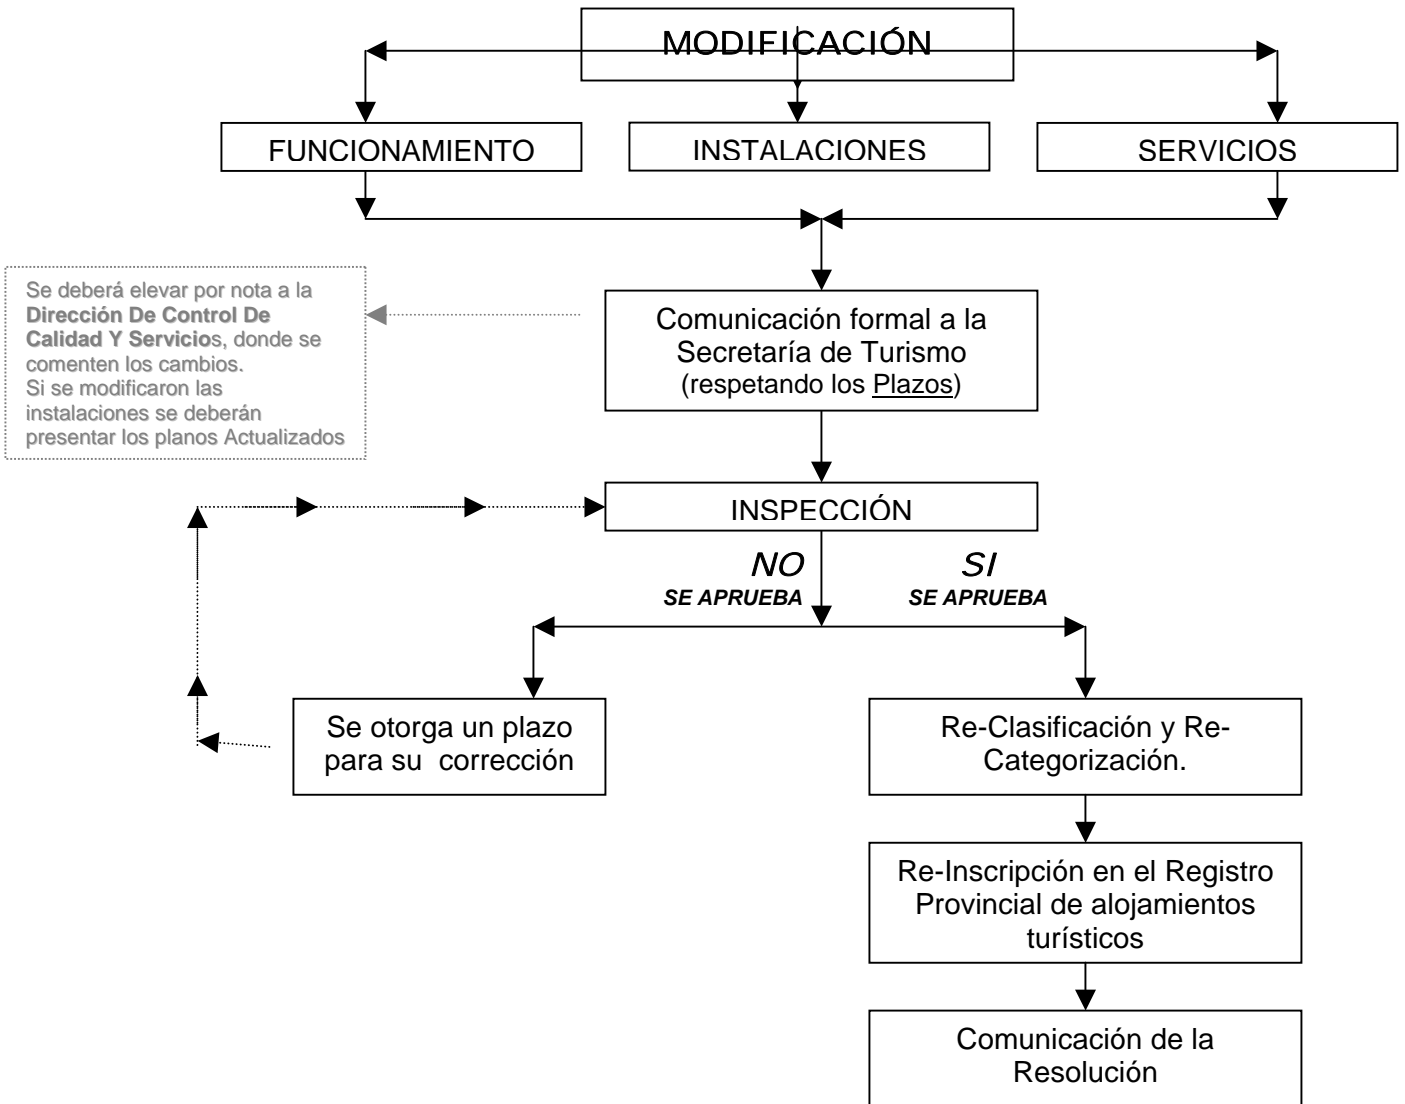 MODIFICACIÓN
FUNCIONAMIENTO
INSTALACIONES
SERVICIOS
Se deberá elevar por nota a la
Dirección De Control De
Calidad Y Servicios, donde se
comenten los cambios.
Si se modificaron las
instalaciones se deberán
presentar los planos Actualizados
Comunicación formal a la
Secretaría de Turismo
(respetando los Plazos)
INSPECCIÓN
NO
SE APRUEBA
SI
SE APRUEBA
Se otorga un plazo
para su  corrección
Re-Clasificación y Re-
Categorización.
Re-Inscripción en el Registro
Provincial de alojamientos
turísticos
Comunicación de la
Resolución